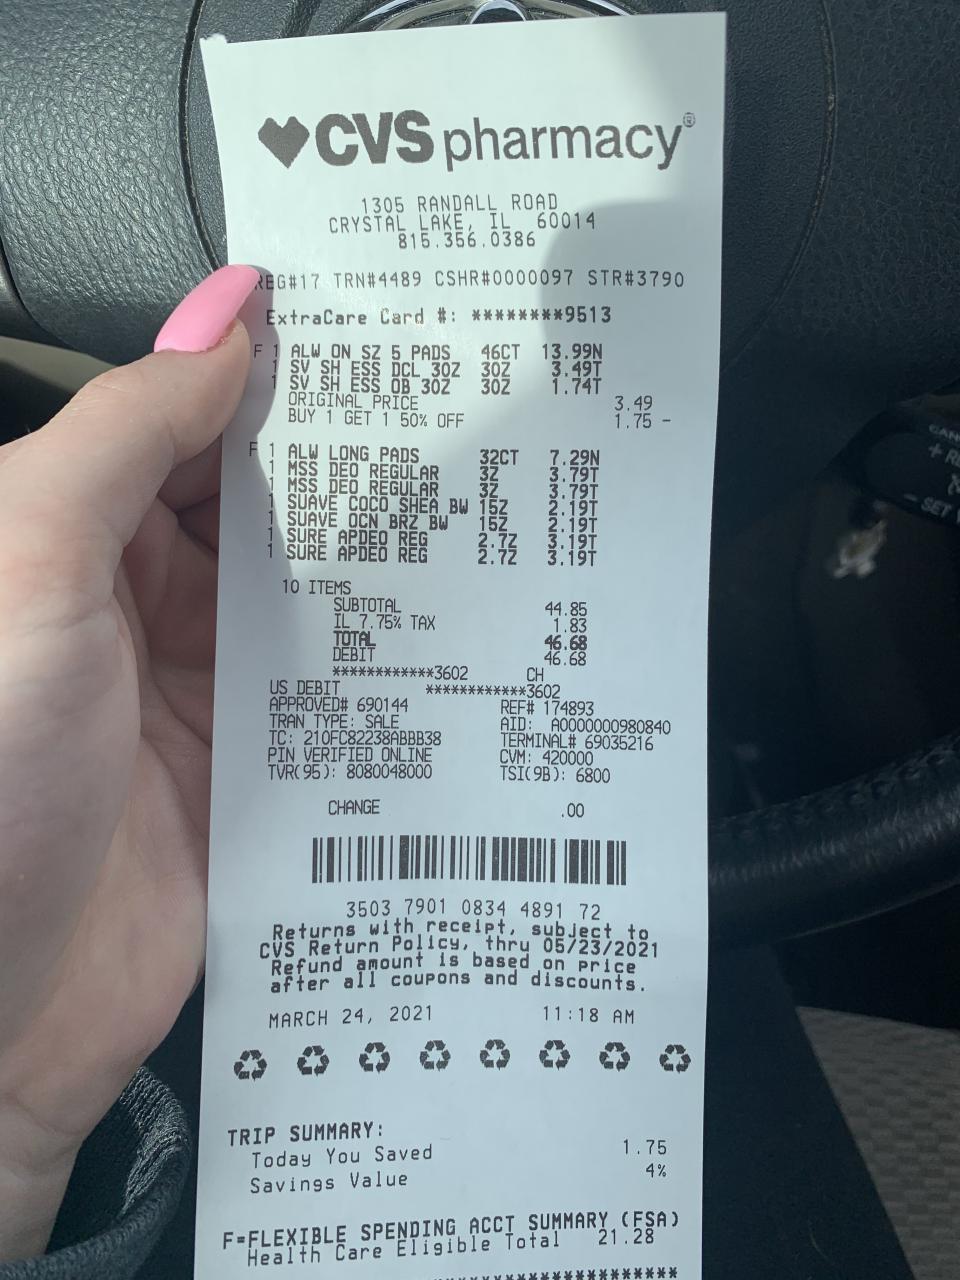 CVS pharmacy®
1305 RANDALL ROAD
CRYSTAL LAKE, IL 60014
815.356.0386
REG#17 TRN#4489 CSHR#0000097 STR#3790
ExtraCare Card #: ********9513
F 1 ALW ON SZ 5 PADS 46CT 13.99N
1 SV SH ESS DCL 3OZ 3OZ 3.49T
1 SV SH ESS OB 3OZ 3OZ 1.74T
ORIGINAL PRICE 3.49
BUY 1 GET 1 50% OFF 1.75 -
F 1 ALW LONG PADS 32CT 7.29N
1 MSS DEO REGULAR 3Z 3.79T
1 MSS DEO REGULAR 3Z 3.79T
1 SUAVE COCO SHEA BW 15Z 2.19T
1 SUAVE OCN BRZ BW 15Z 2.19T
1 SURE APDEO REG 2.7Z 3.19T
1 SURE APDEO REG 2.7Z 3.19T
10 ITEMS
SUBTOTAL 44.85
IL 7.75% TAX 1.83
TOTAL 46.68
DEBIT 46.68
************3602 CH
US DEBIT ************3602
APPROVED# 690144 REF# 174893
TRAN TYPE: SALE AID: A0000000980840
TC: 210FC82238ABBB38 TERMINAL# 69035216
PIN VERIFIED ONLINE CVM: 420000
TVR(95): 8080048000 TSI(9B): 6800
CHANGE .00
3503 7901 0834 4891 72
Returns with receipt, subject to
CVS Return Policy, thru 05/23/2021
Refund amount is based on price
after all coupons and discounts.
MARCH 24, 2021 11:18 AM
TRIP SUMMARY:
Today You Saved 1.75
Savings Value 4%
F=FLEXIBLE SPENDING ACCT SUMMARY (FSA)
Health Care Eligible Total 21.28